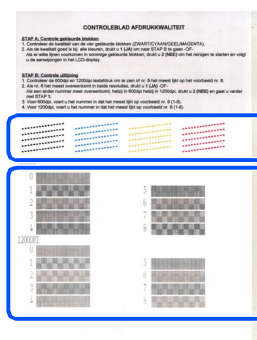 CONTROLEBLAD AFDRUKKWALITEIT
STAP A: Controle gekleurde blokken
1. Controleer de kwaliteit van de vier gekleurde blokken (ZWART/CYAAN/GEEL/MAGENTA).
2. Als de kwaliteit goed is bij alle kleuren, drukt u 1 (JA) om naar STAP B te gaan -OF-
Als er witte lijnen voorkomen in sommige gekleurde blokken, drukt u 2 (NEE) om het reinigen te starten en volgt
u de aanwijzingen in het LCD-display.
STAP B: Controle uitlijning
1. Controleer de 600dpi en 1200dpi testafdruk om te zien of nr. 5 het meest lijkt op het voorbeeld nr. 0.
2. Als nr. 5 het meest overeenkomt in beide resoluties, drukt u 1 (JA) -OF-
Als een ander nummer meer overeenkomt, hetzij in 600dpi hetzij in 1200dpi, drukt u 2 (NEE) en gaat u verder
met STAP 3.
3. Voor 600dpi, voert u het nummer in dat het meest lijkt op voorbeeld nr. 0 (1-8).
4. Voor 1200dpi, voert u het nummer in dat het meest lijkt op voorbeeld nr. 0 (1-8).
0
1 5
2 6
3 7
4 8
1200DPI
0
1 5
2 6
3 7
4 8